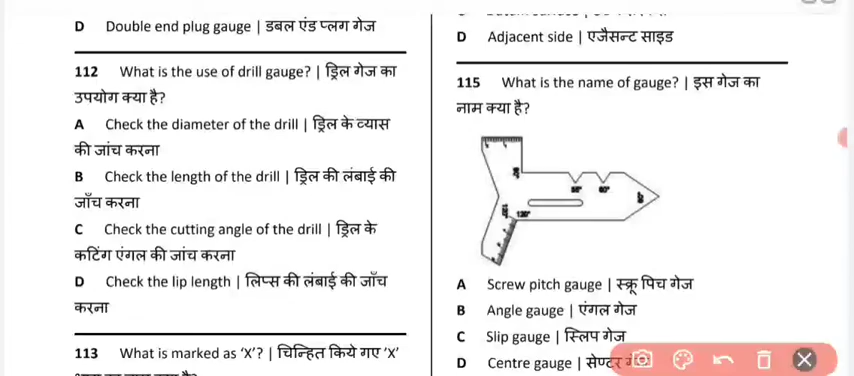 D Double end plug gauge | डबल एंड प्लग गेज
112 What is the use of drill gauge? | ड्रिल गेज का
उपयोग क्या है?
A Check the diameter of the drill | ड्रिल के व्यास
की जांच करना
B Check the length of the drill | ड्रिल की लंबाई की
जाँच करना
C Check the cutting angle of the drill | ड्रिल के
कटिंग एंगल की जांच करना
D Check the lip length | लिप्स की लंबाई की जाँच
करना
113 What is marked as ‘X’? | चिन्हित किये गए ‘X’
D Adjacent side | एजैसन्ट साइड
115 What is the name of gauge? | इस गेज का
नाम क्या है?
90°
55° 60°
60°
120° 120°
A Screw pitch gauge | स्क्रू पिच गेज
B Angle gauge | एंगल गेज
C Slip gauge | स्लिप गेज
D Centre gauge | सेण्टर